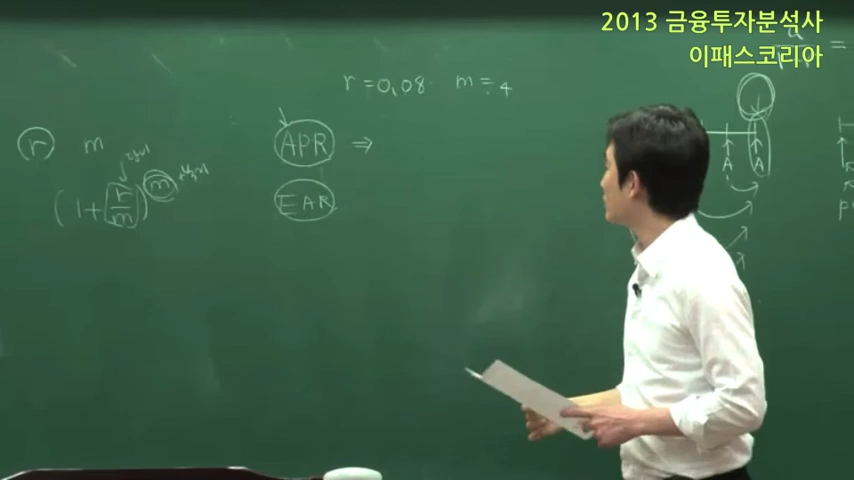 2013 금융투자분석사
이패스코리아
r = 0.08 m = 4
r m
APR ⇒
(1 + r/m)^m
EAR
A A